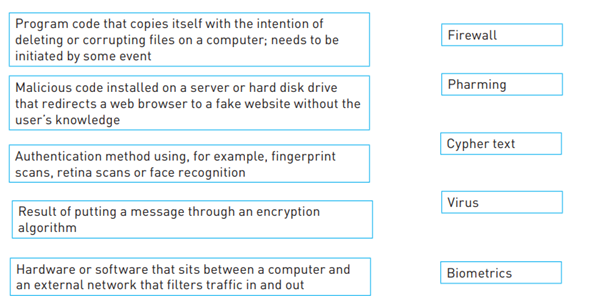 Program code that copies itself with the intention of
deleting or corrupting files on a computer; needs to be
initiated by some event
Firewall
Malicious code installed on a server or hard disk drive
that redirects a web browser to a fake website without the
user's knowledge
Pharming
Authentication method using, for example, fingerprint
scans, retina scans or face recognition
Cypher text
Result of putting a message through an encryption
algorithm
Virus
Hardware or software that sits between a computer and
an external network that filters traffic in and out
Biometrics